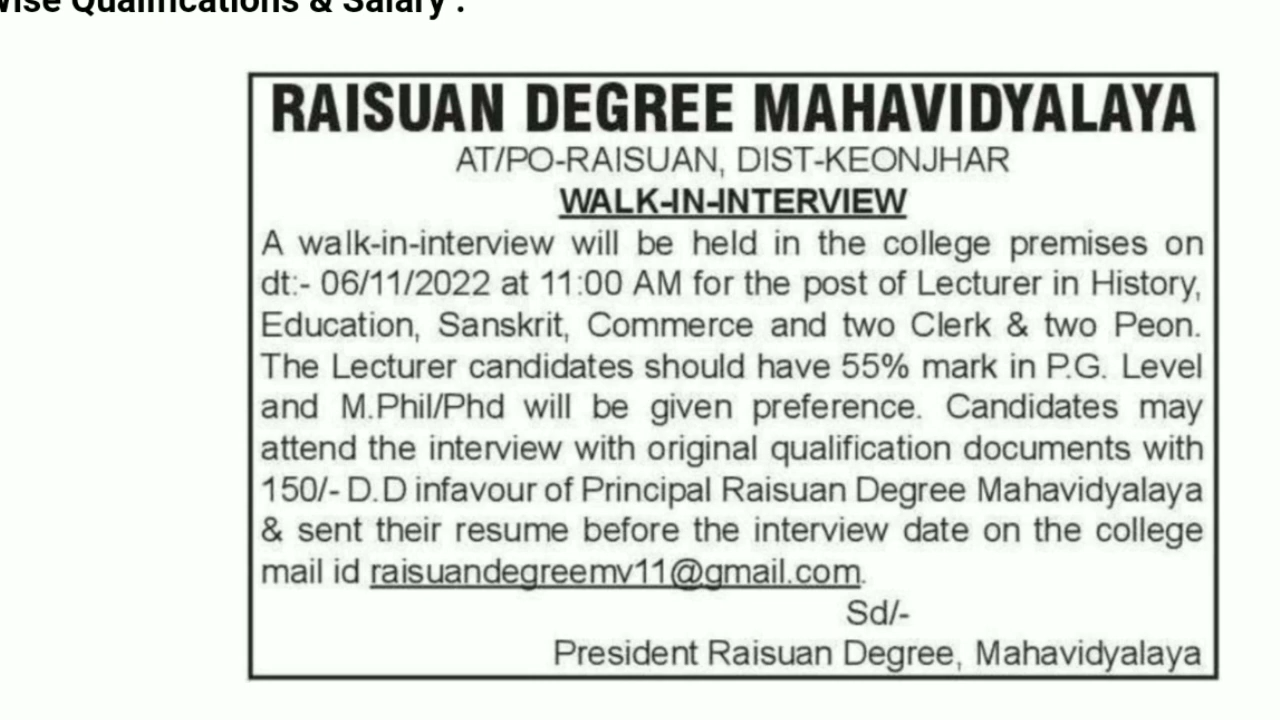 wise Qualifications & Salary :
RAISUAN DEGREE MAHAVIDYALAYA
AT/PO-RAISUAN, DIST-KEONJHAR
WALK-IN-INTERVIEW
A walk-in-interview will be held in the college premises on
dt:- 06/11/2022 at 11:00 AM for the post of Lecturer in History,
Education, Sanskrit, Commerce and two Clerk & two Peon.
The Lecturer candidates should have 55% mark in P.G. Level
and M.Phil/Phd will be given preference. Candidates may
attend the interview with original qualification documents with
150/- D.D infavour of Principal Raisuan Degree Mahavidyalaya
& sent their resume before the interview date on the college
mail id raisuandegreemv11@gmail.com.
Sd/-
President Raisuan Degree, Mahavidyalaya